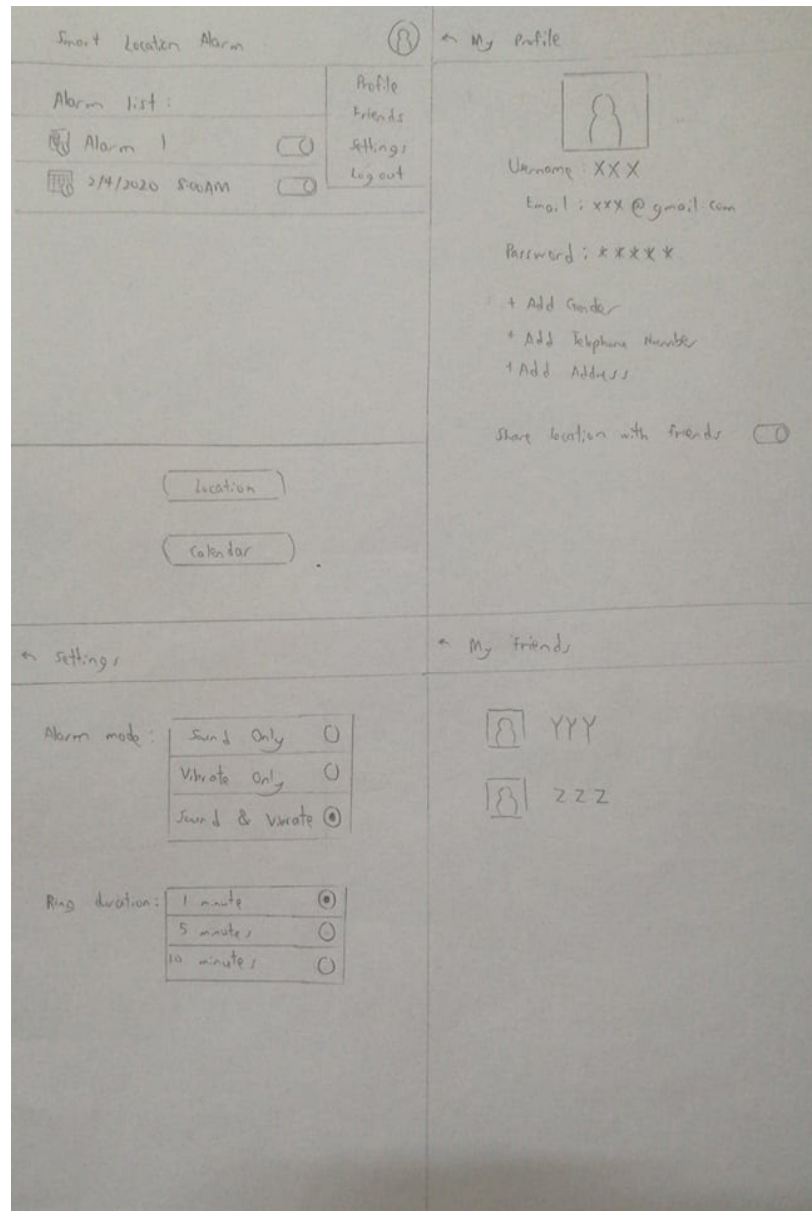 Smart Location Alarm
Profile
Friends
Settings
Log out
Alarm list :
Alarm 1
2/4/2020 8:00AM
Location
Calendar
My Profile
Username : XXX
Email : xxx@gmail.com
Password : *****
+ Add Gender
+ Add Telephone Number
+ Add Address
Share location with friends
Settings
Alarm mode :
Sound Only
Vibrate Only
Sound & Vibrate
Ring duration :
1 minute
5 minutes
10 minutes
My Friends
YYY
ZZZ